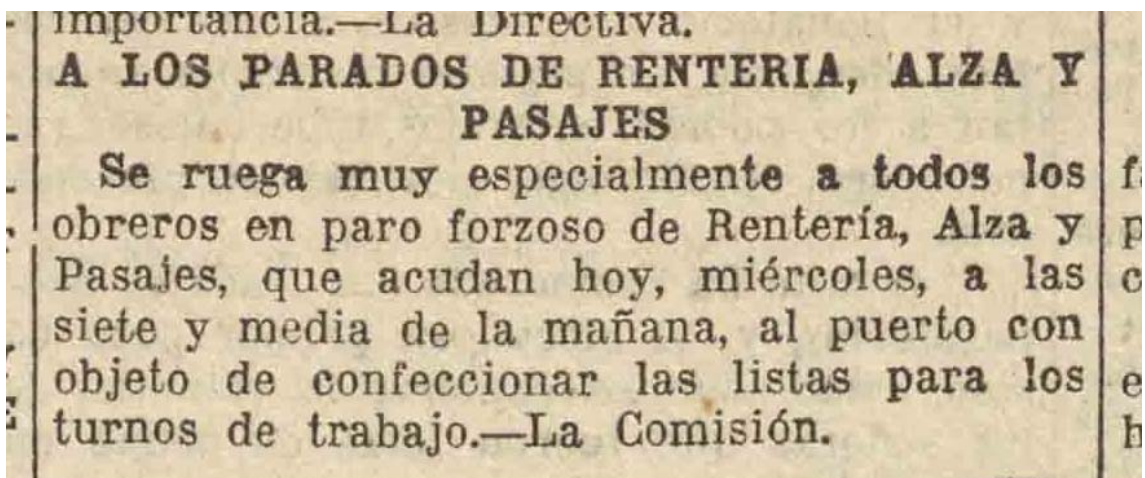 importancia.—La Directiva.
A LOS PARADOS DE RENTERIA, ALZA Y
PASAJES
Se ruega muy especialmente a todos los
obreros en paro forzoso de Rentería, Alza y
Pasajes, que acudan hoy, miércoles, a las
siete y media de la mañana, al puerto con
objeto de confeccionar las listas para los
turnos de trabajo.—La Comisión.